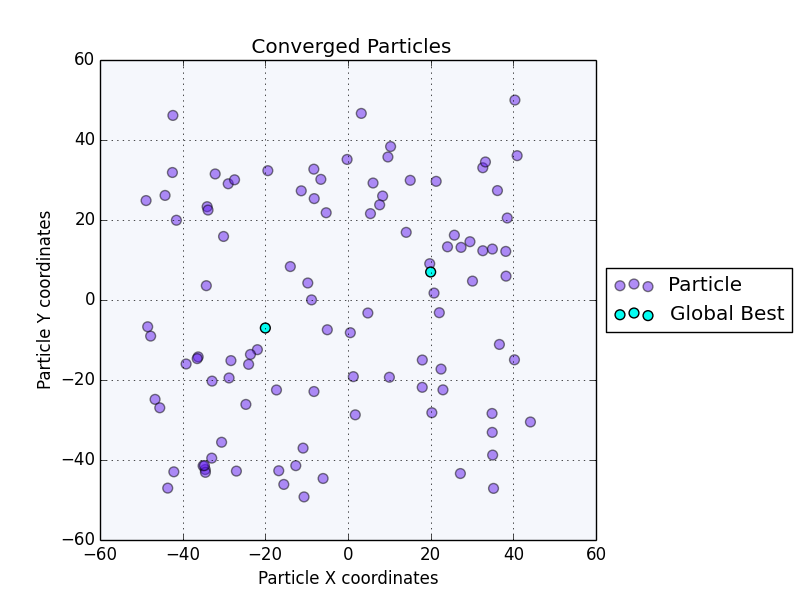 Converged Particles
60
40
20
0
−20
−40
−60
−60 −40 −20 0 20 40 60
Particle Y coordinates
Particle X coordinates
Particle
Global Best